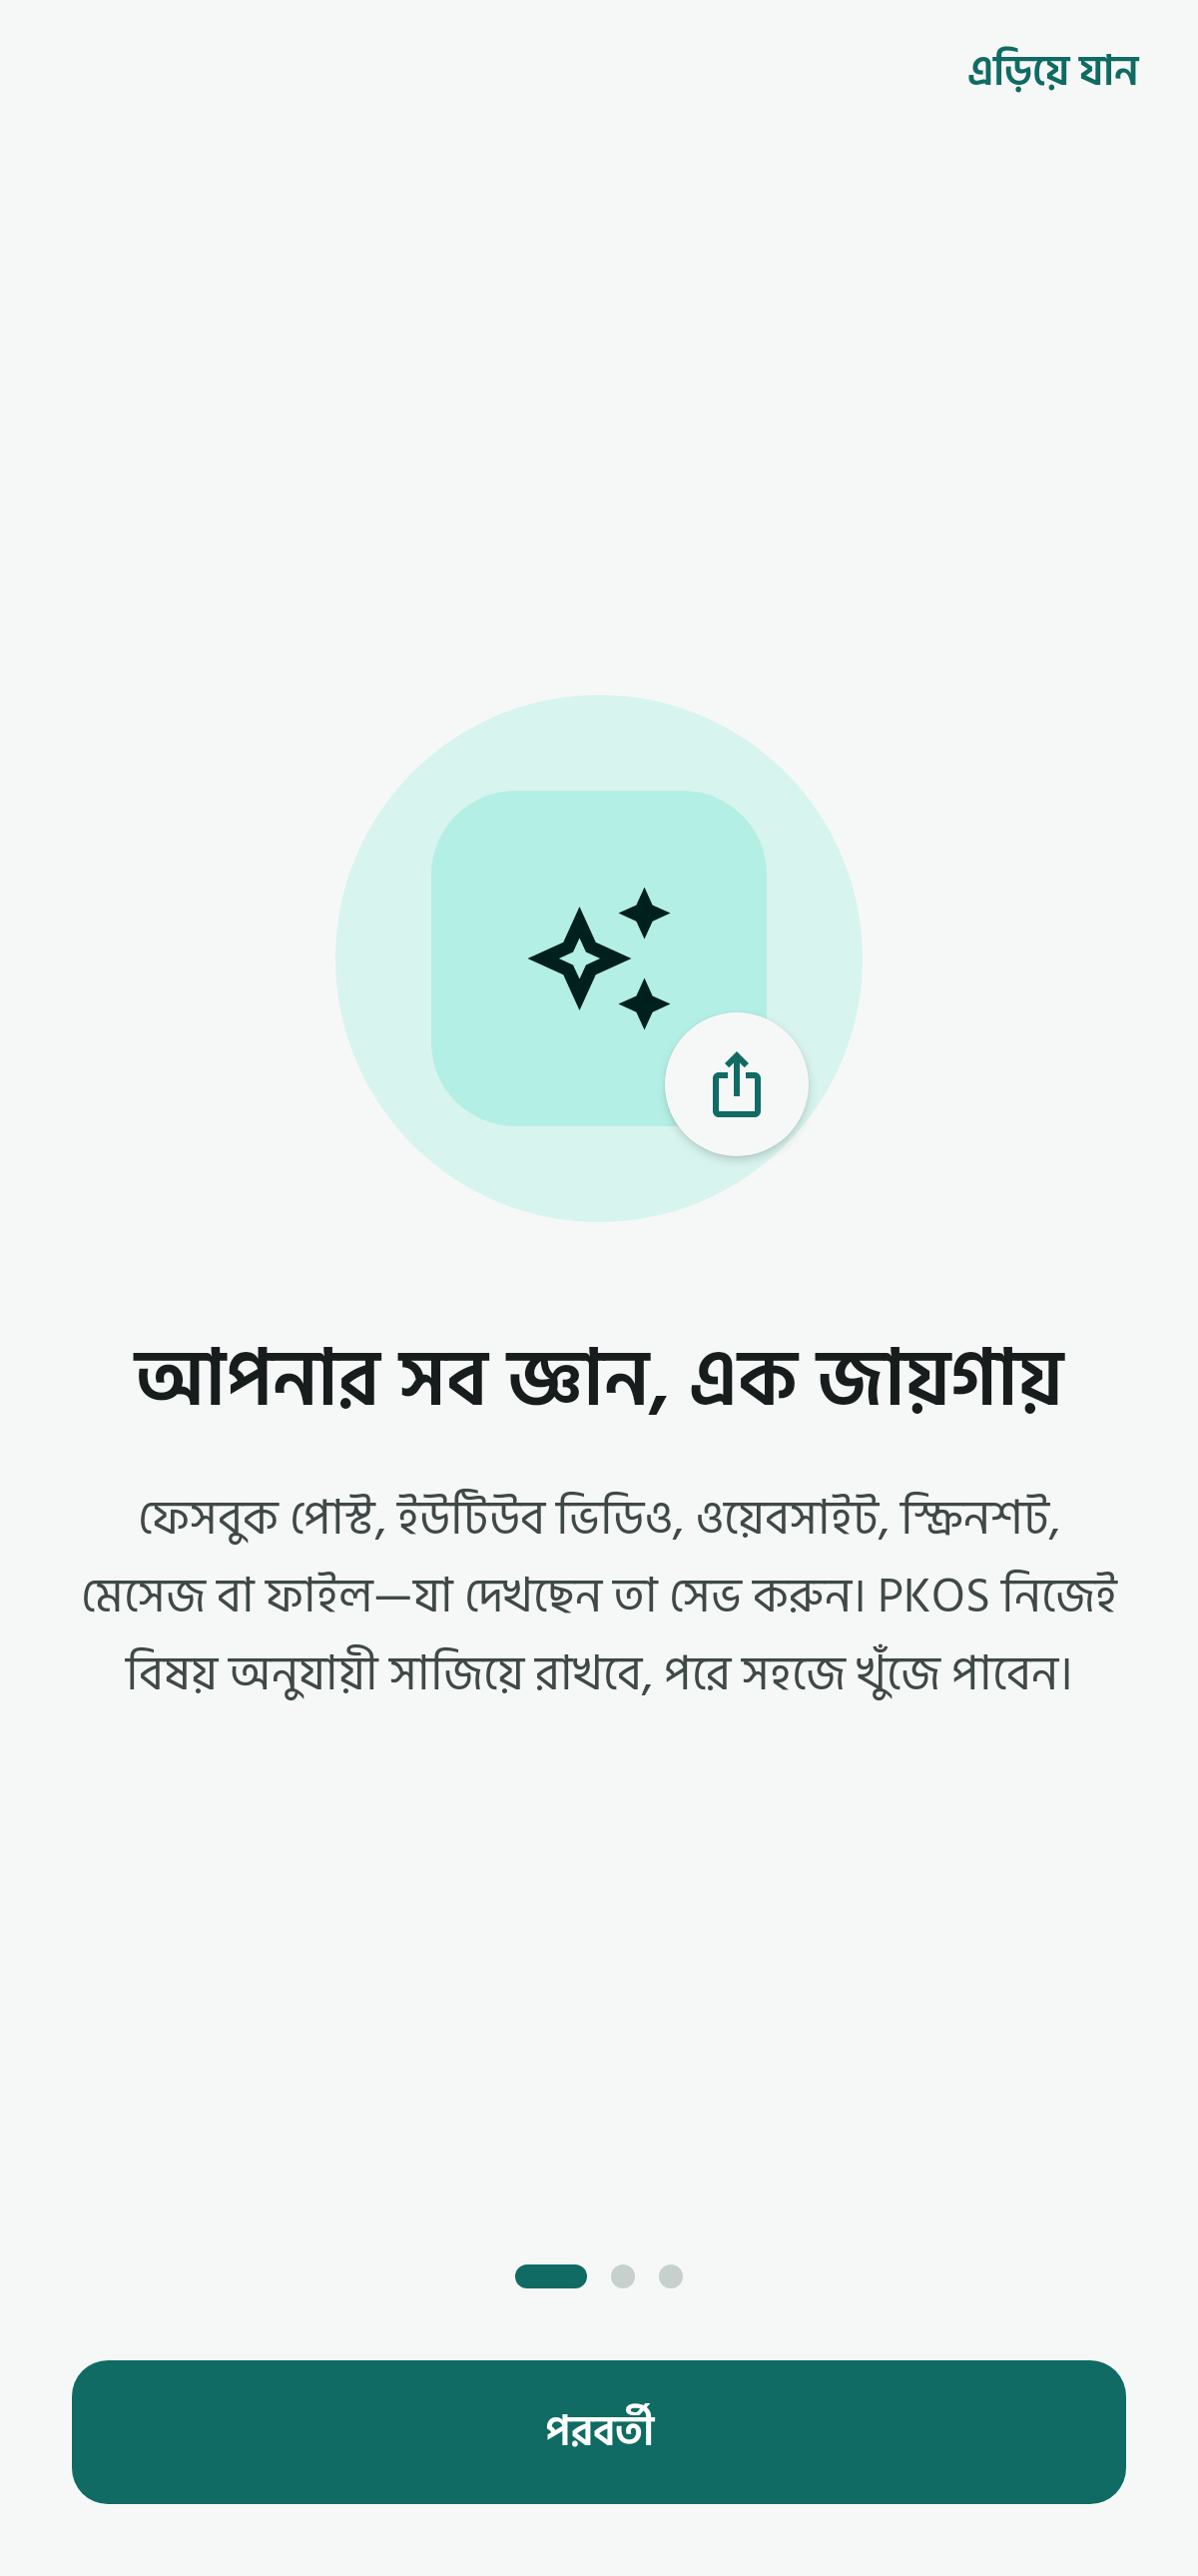 এড়িয়ে যান
আপনার সব জ্ঞান, এক জায়গায়
ফেসবুক পোস্ট, ইউটিউব ভিডিও, ওয়েবসাইট, স্ক্রিনশট,
মেসেজ বা ফাইল—যা দেখছেন তা সেভ করুন। PKOS নিজেই
বিষয় অনুযায়ী সাজিয়ে রাখবে, পরে সহজে খুঁজে পাবেন।
পরবর্তী